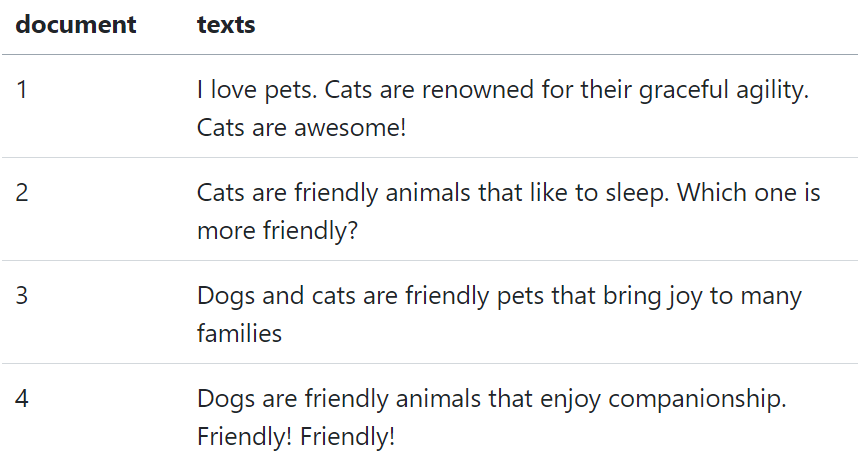 document texts
1 I love pets. Cats are renowned for their graceful agility.
Cats are awesome!
2 Cats are friendly animals that like to sleep. Which one is
more friendly?
3 Dogs and cats are friendly pets that bring joy to many
families
4 Dogs are friendly animals that enjoy companionship.
Friendly! Friendly!